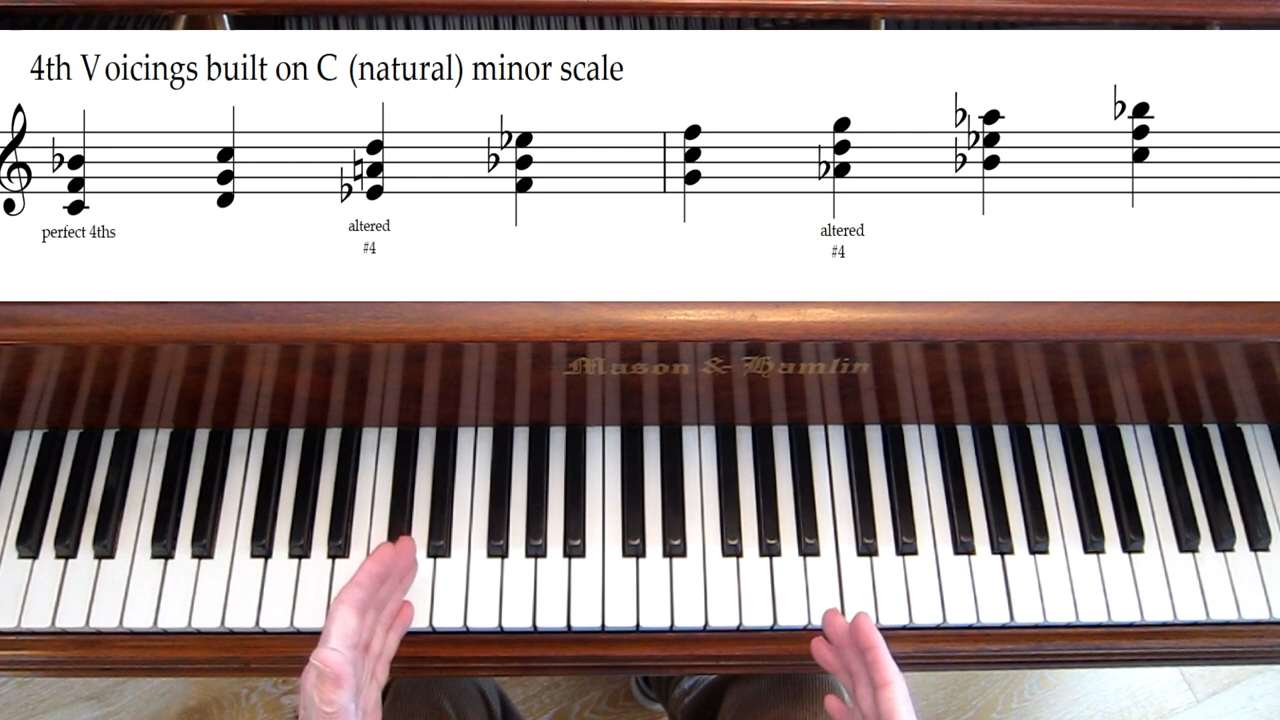 4th Voicings built on C (natural) minor scale
perfect 4ths
altered
#4
altered
#4
Mason & Hamlin